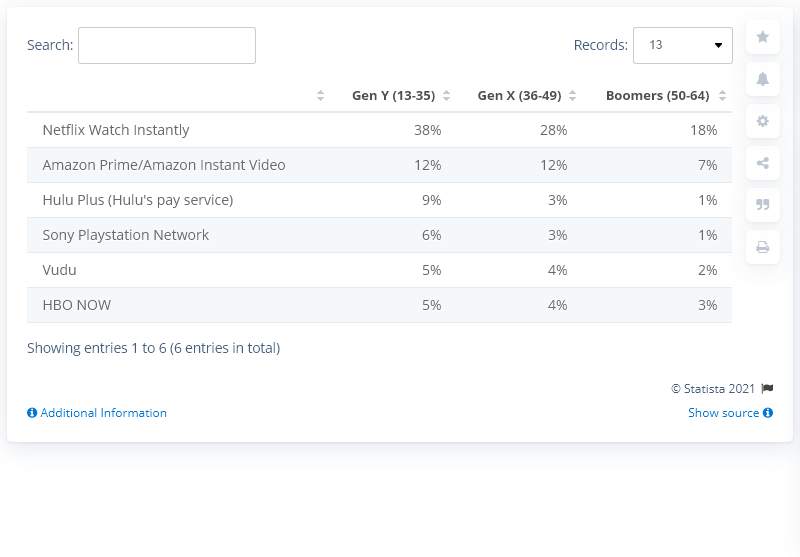 Search: Records: 13
Gen Y (13-35) Gen X (36-49) Boomers (50-64)
Netflix Watch Instantly 38% 28% 18%
Amazon Prime/Amazon Instant Video 12% 12% 7%
Hulu Plus (Hulu's pay service) 9% 3% 1%
Sony Playstation Network 6% 3% 1%
Vudu 5% 4% 2%
HBO NOW 5% 4% 3%
Showing entries 1 to 6 (6 entries in total)
© Statista 2021
Additional Information Show source